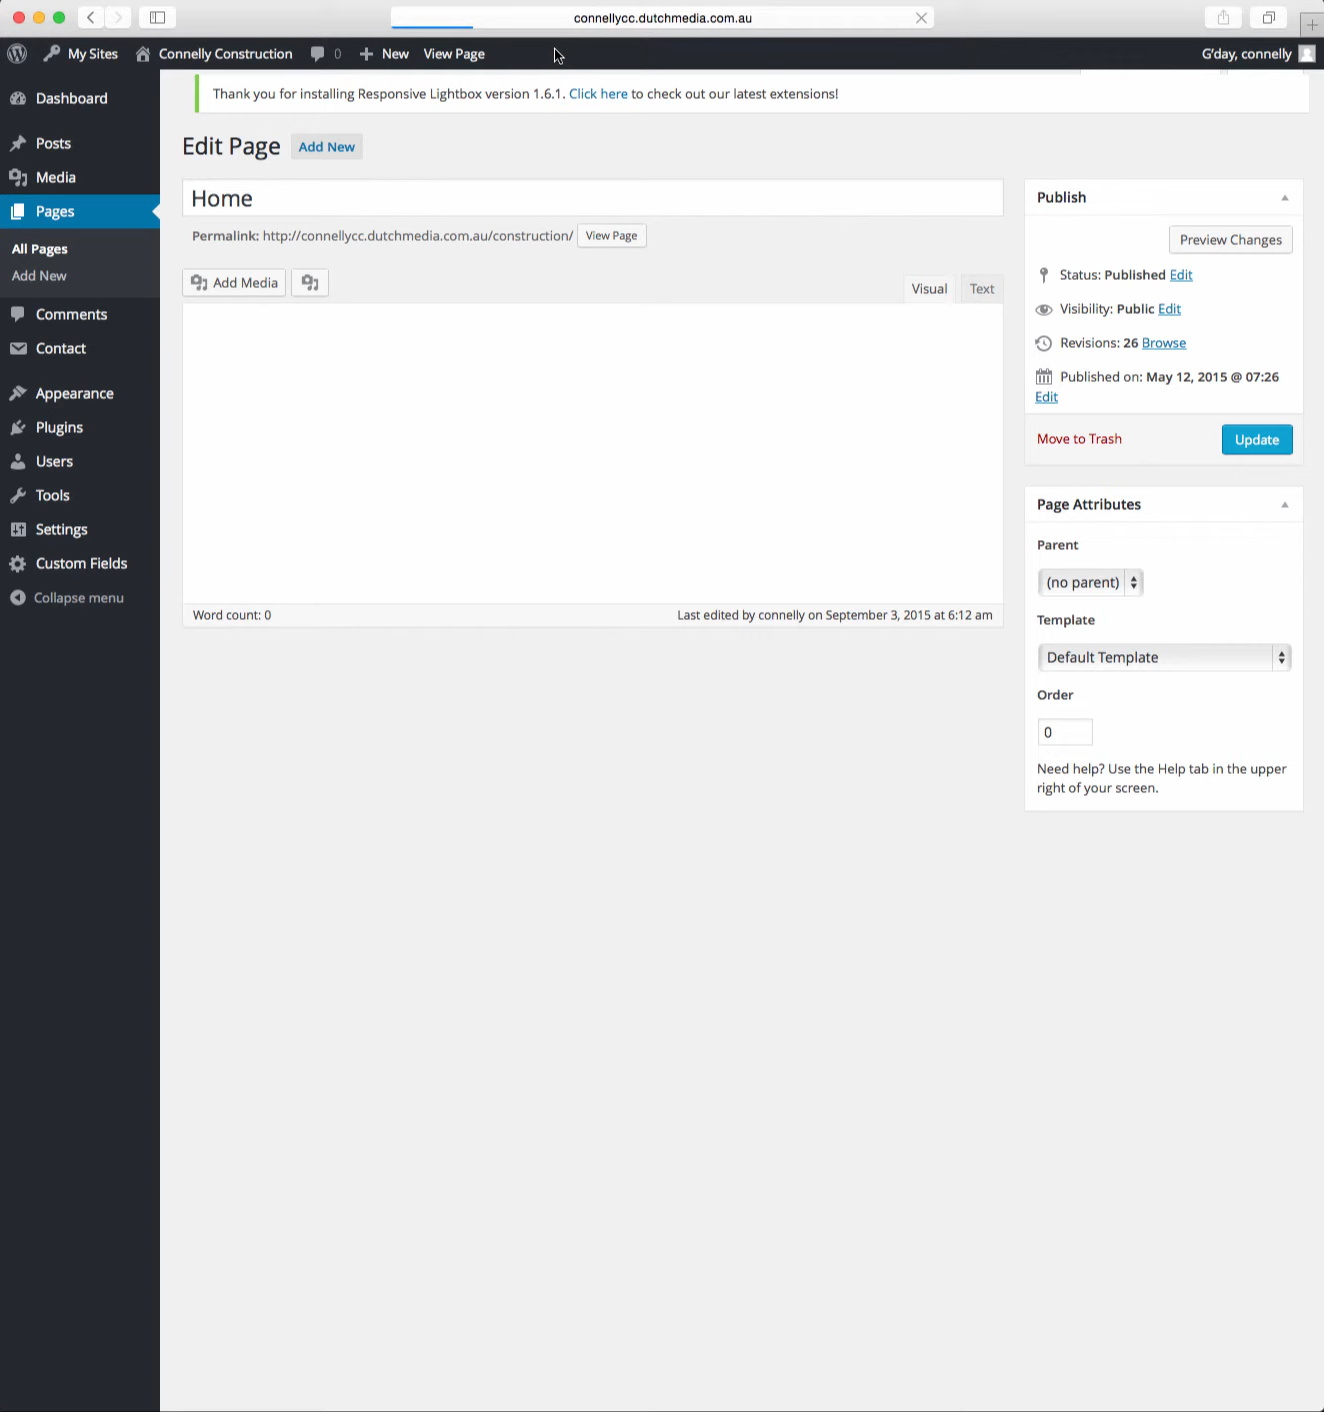 connellycc.dutchmedia.com.au
My Sites Connelly Construction 0 New View Page G'day, connelly
Dashboard
Posts
Media
Pages
All Pages
Add New
Comments
Contact
Appearance
Plugins
Users
Tools
Settings
Custom Fields
Collapse menu
Thank you for installing Responsive Lightbox version 1.6.1. Click here to check out our latest extensions!
Edit Page Add New
Home
Permalink: http://connellycc.dutchmedia.com.au/construction/ View Page
Add Media
Visual Text
Word count: 0 Last edited by connelly on September 3, 2015 at 6:12 am
Publish
Preview Changes
Status: Published Edit
Visibility: Public Edit
Revisions: 26 Browse
Published on: May 12, 2015 @ 07:26
Edit
Move to Trash Update
Page Attributes
Parent
(no parent)
Template
Default Template
Order
0
Need help? Use the Help tab in the upper
right of your screen.